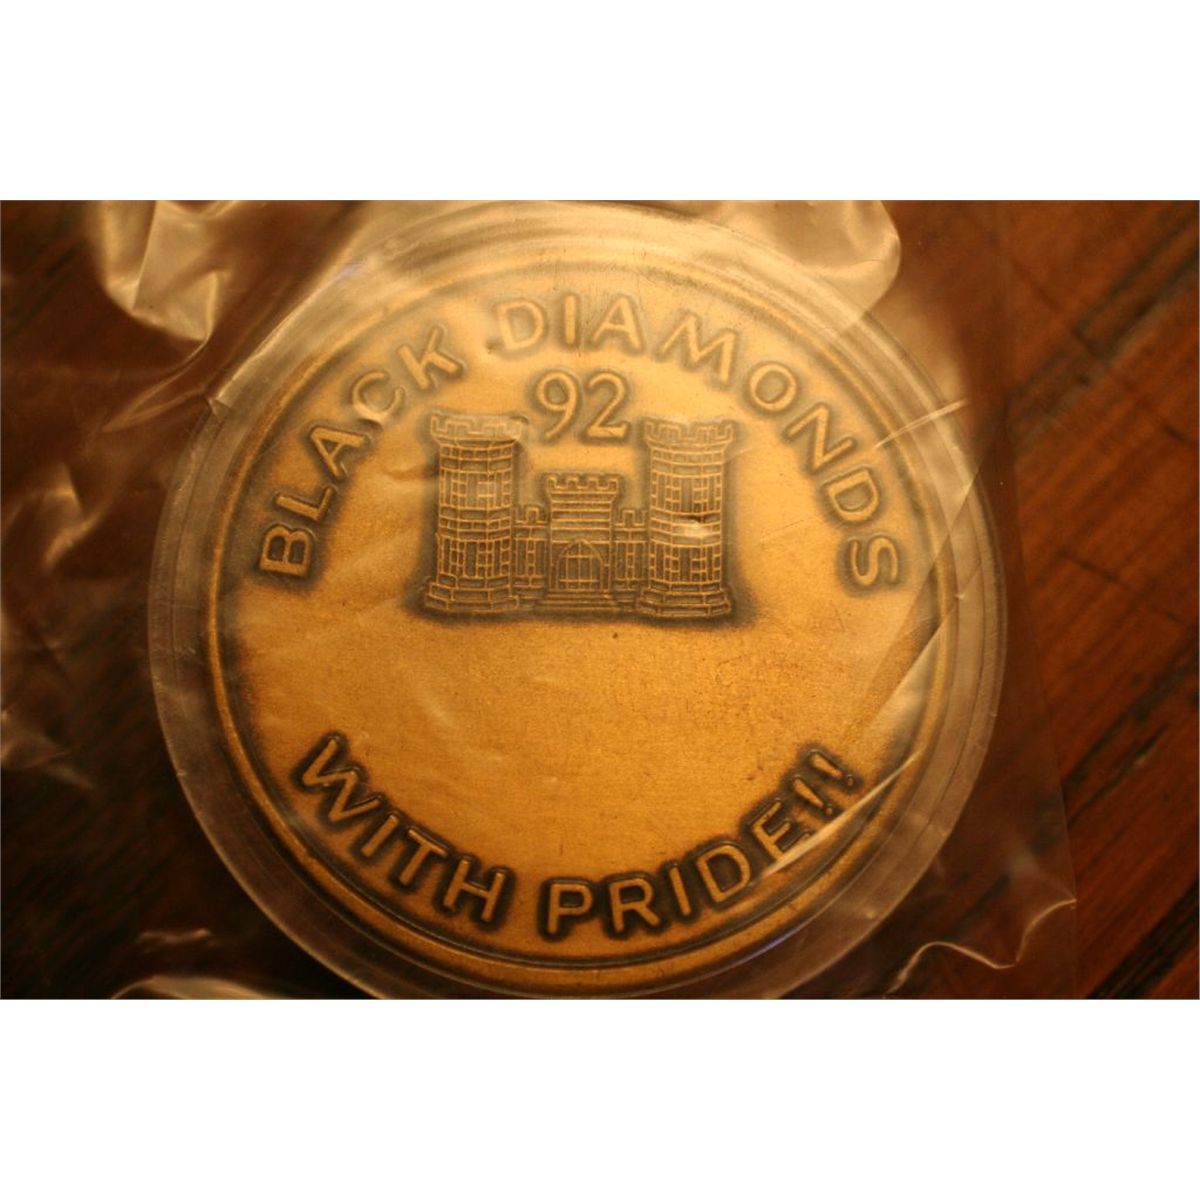 BLACK DIAMONDS
92
WITH PRIDE!!